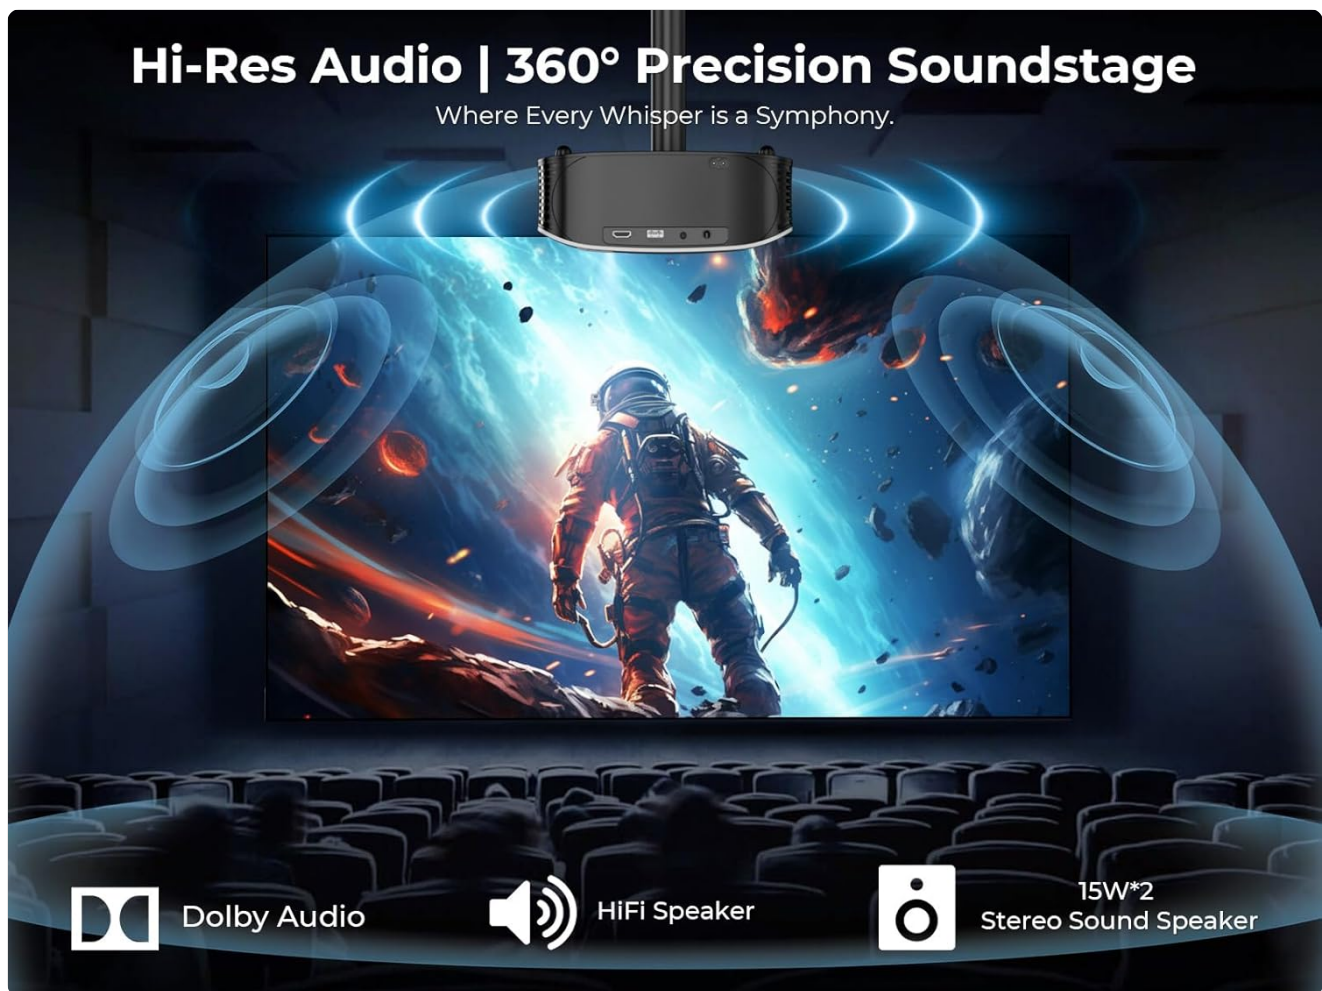 Hi-Res Audio | 360° Precision Soundstage
Where Every Whisper is a Symphony.
Dolby Audio
HiFi Speaker
15W*2
Stereo Sound Speaker